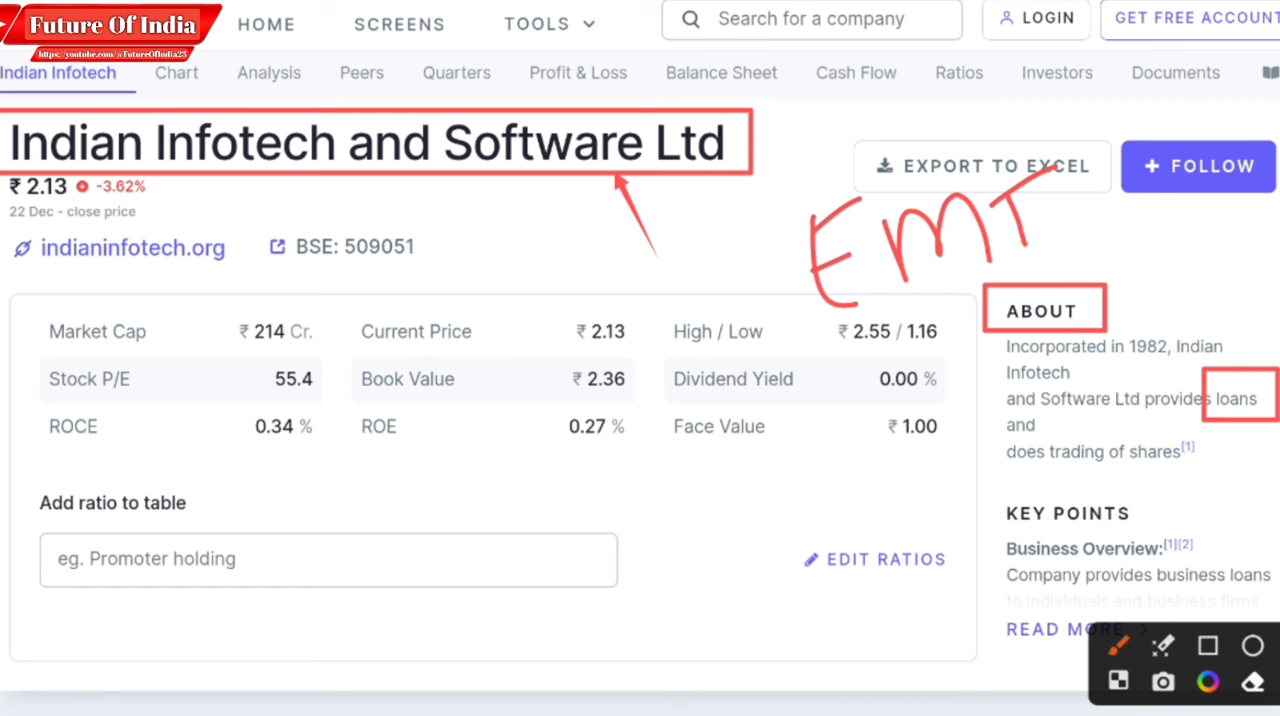 Future Of India
https://youtube.com/@FutureOfIndia23
HOME SCREENS TOOLS
Search for a company
LOGIN
GET FREE ACCOUNT
Indian Infotech Chart Analysis Peers Quarters Profit & Loss Balance Sheet Cash Flow Ratios Investors Documents
Indian Infotech and Software Ltd
₹ 2.13 -3.62%
22 Dec - close price
EXPORT TO EXCEL
+ FOLLOW
EMI
indianinfotech.org BSE: 509051
Market Cap ₹ 214 Cr. Current Price ₹ 2.13 High / Low ₹ 2.55 / 1.16
Stock P/E 55.4 Book Value ₹ 2.36 Dividend Yield 0.00 %
ROCE 0.34 % ROE 0.27 % Face Value ₹ 1.00
Add ratio to table
eg. Promoter holding
EDIT RATIOS
ABOUT
Incorporated in 1982, Indian
Infotech
and Software Ltd provides loans
and
does trading of shares[1]
KEY POINTS
Business Overview:[1][2]
Company provides business loans
to individuals and business firms
READ MORE